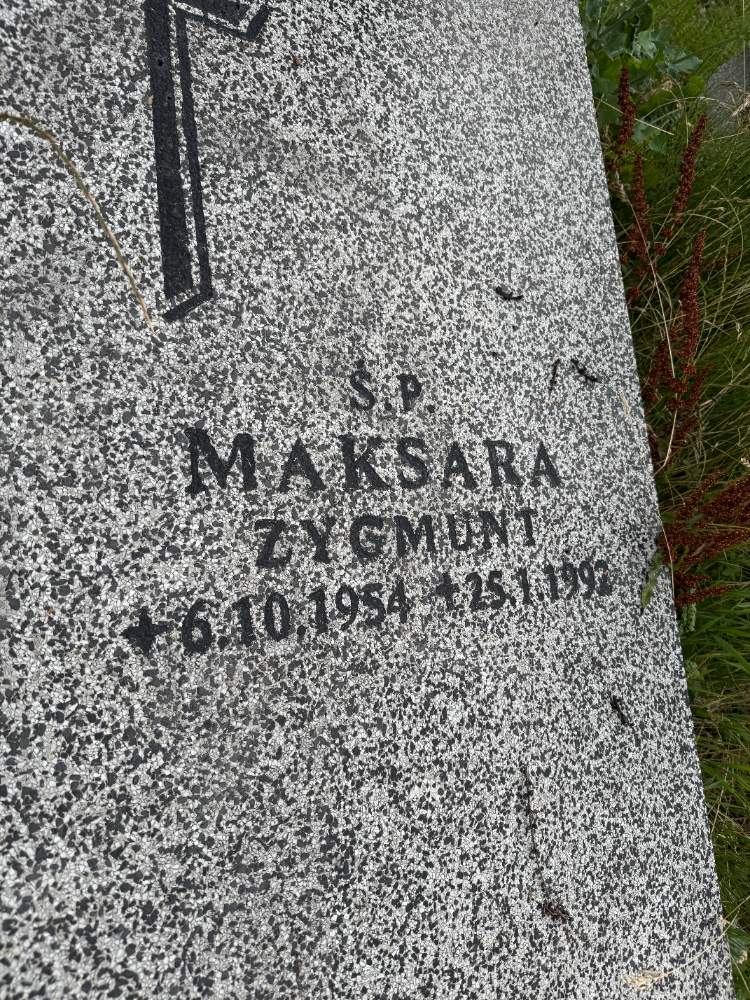 Ś.P.
MAKSARA
ZYGMUNT
✦6.10.1954 ✝25.1.1992